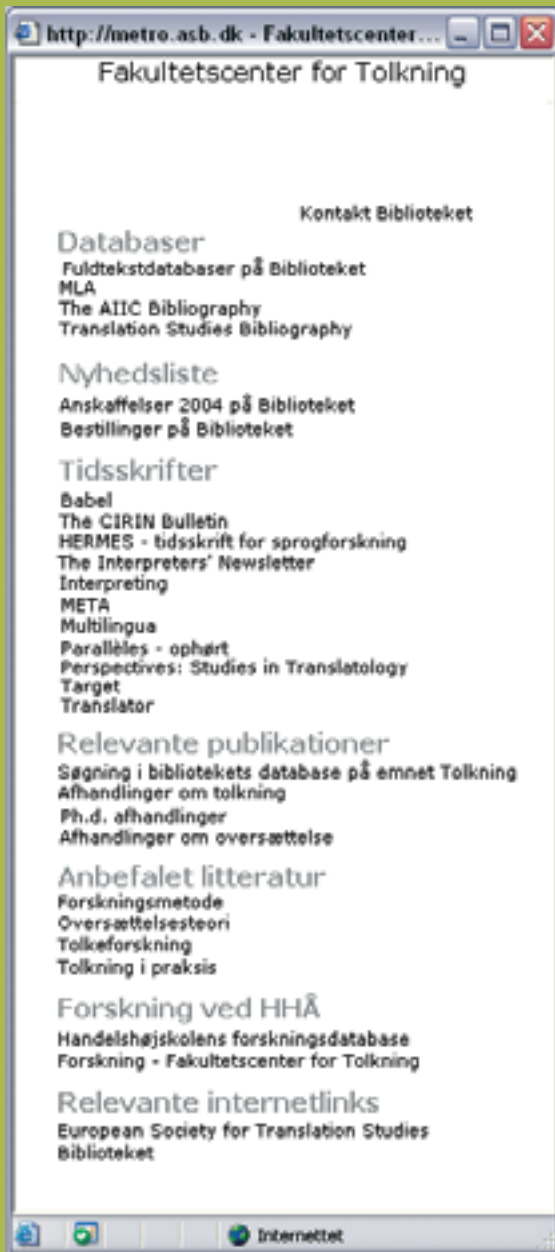 http://metro.asb.dk - Fakultetscenter...
Fakultetscenter for Tolkning
Kontakt Biblioteket
Databaser
Fuldtekstdatabaser på Biblioteket
MLA
The AIIC Bibliography
Translation Studies Bibliography
Nyhedsliste
Anskaffelser 2004 på Biblioteket
Bestillinger på Biblioteket
Tidsskrifter
Babel
The CIRIN Bulletin
HERMES - tidsskrift for sprogforskning
The Interpreters' Newsletter
Interpreting
META
Multilingua
Parallèles - ophørt
Perspectives: Studies in Translatology
Target
Translator
Relevante publikationer
Søgning i bibliotekets database på emnet Tolkning
Afhandlinger om tolkning
Ph.d. afhandlinger
Afhandlinger om oversættelse
Anbefalet litteratur
Forskningsmetode
Oversættelsesteori
Tolkeforskning
Tolkning i praksis
Forskning ved HHÅ
Handelshøjskolens forskningsdatabase
Forskning - Fakultetscenter for Tolkning
Relevante internetlinks
European Society for Translation Studies
Biblioteket
Internettet